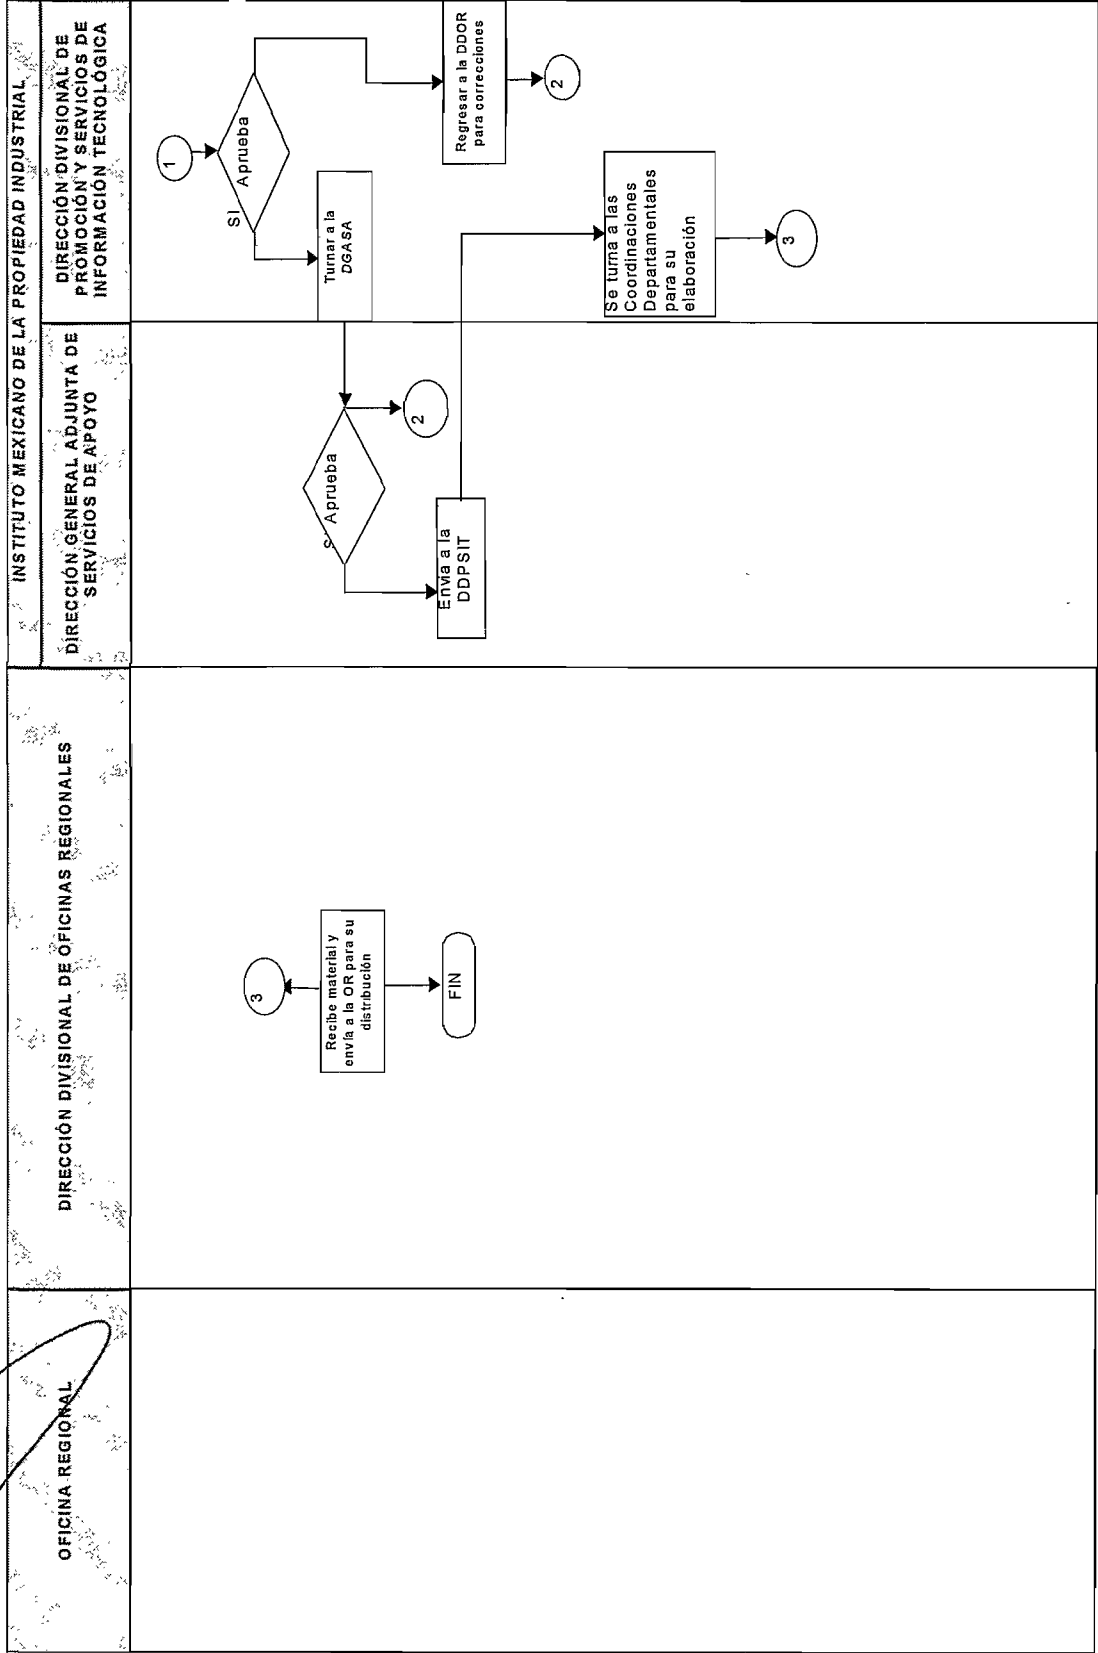 INSTITUTO MEXICANO DE LA PROPIEDAD INDUSTRIAL
OFICINA REGIONAL
DIRECCIÓN DIVISIONAL DE OFICINAS REGIONALES
DIRECCIÓN GENERAL ADJUNTA DE
SERVICIOS DE APOYO
DIRECCIÓN DIVISIONAL DE
PROMOCIÓN Y SERVICIOS DE
INFORMACIÓN TECNOLÓGICA
3
Recibe material y
envía a la OR para su
distribución
FIN
Aprueba
2
Envía a la
DDPSIT
1
SI
Aprueba
Turnar a la
DGASA
Regresar a la DDOR
para correcciones
2
Se turna a las
Coordinaciones
Departamentales
para su
elaboración
3